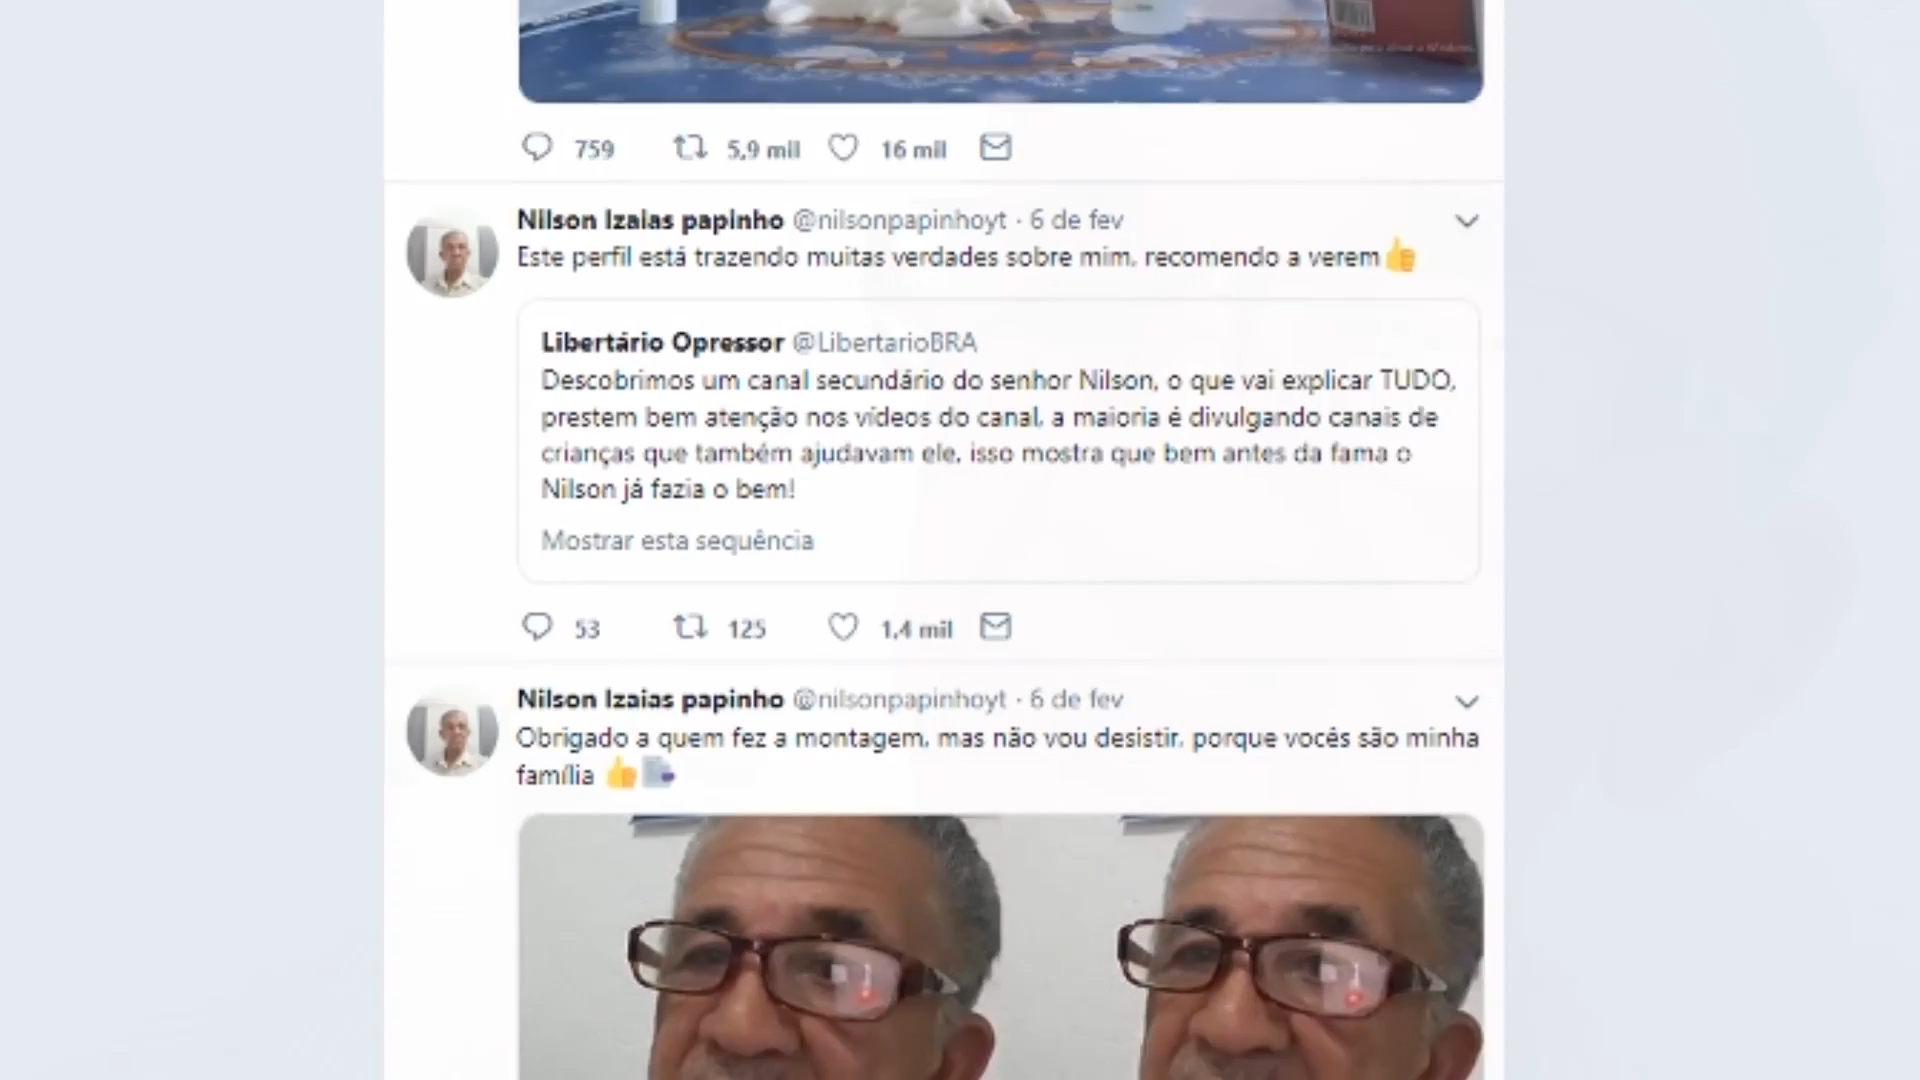 759 5,9 mil 16 mil
Nilson Izaias papinho @nilsonpapinhoyt · 6 de fev
Este perfil está trazendo muitas verdades sobre mim, recomendo a verem👍
Libertário Opressor @LibertarioBRA
Descobrimos um canal secundário do senhor Nilson, o que vai explicar TUDO,
prestem bem atenção nos vídeos do canal, a maioria é divulgando canais de
crianças que também ajudavam ele, isso mostra que bem antes da fama o
Nilson já fazia o bem!
Mostrar esta sequência
53 125 1,4 mil
Nilson Izaias papinho @nilsonpapinhoyt · 6 de fev
Obrigado a quem fez a montagem, mas não vou desistir, porque vocês são minha
família 👍